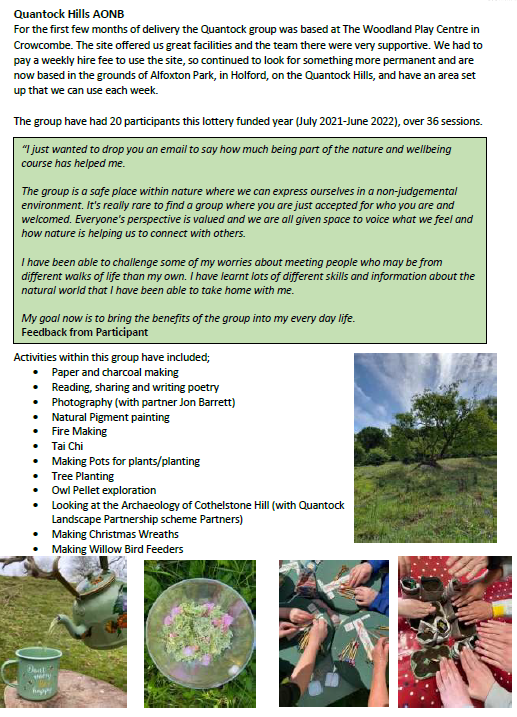 Quantock Hills AONB
For the first few months of delivery the Quantock group was based at The Woodland Play Centre in
Crowcombe. The site offered us great facilities and the team there were very supportive. We had to
pay a weekly hire fee to use the site, so continued to look for something more permanent and are
now based in the grounds of Alfoxton Park, in Holford, on the Quantock Hills, and have an area set
up that we can use each week.
The group have had 20 participants this lottery funded year (July 2021-June 2022), over 36 sessions.
"I just wanted to drop you an email to say how much being part of the nature and wellbeing
course has helped me.
The group is a safe place within nature where we can express ourselves in a non-judgemental
environment. It's really rare to find a group where you are just accepted for who you are and
welcomed. Everyone's perspective is valued and we are all given space to voice what we feel and
how nature is helping us to connect with others.
I have been able to challenge some of my worries about meeting people who may be from
different walks of life than my own. I have learnt lots of different skills and information about the
natural world that I have been able to take home with me.
My goal now is to bring the benefits of the group into my every day life.
Feedback from Participant
Activities within this group have included;
• Paper and charcoal making
• Reading, sharing and writing poetry
• Photography (with partner Jon Barrett)
• Natural Pigment painting
• Fire Making
• Tai Chi
• Making Pots for plants/planting
• Tree Planting
• Owl Pellet exploration
• Looking at the Archaeology of Cothelstone Hill (with Quantock
Landscape Partnership scheme Partners)
• Making Christmas Wreaths
• Making Willow Bird Feeders
Don't
worry
happy